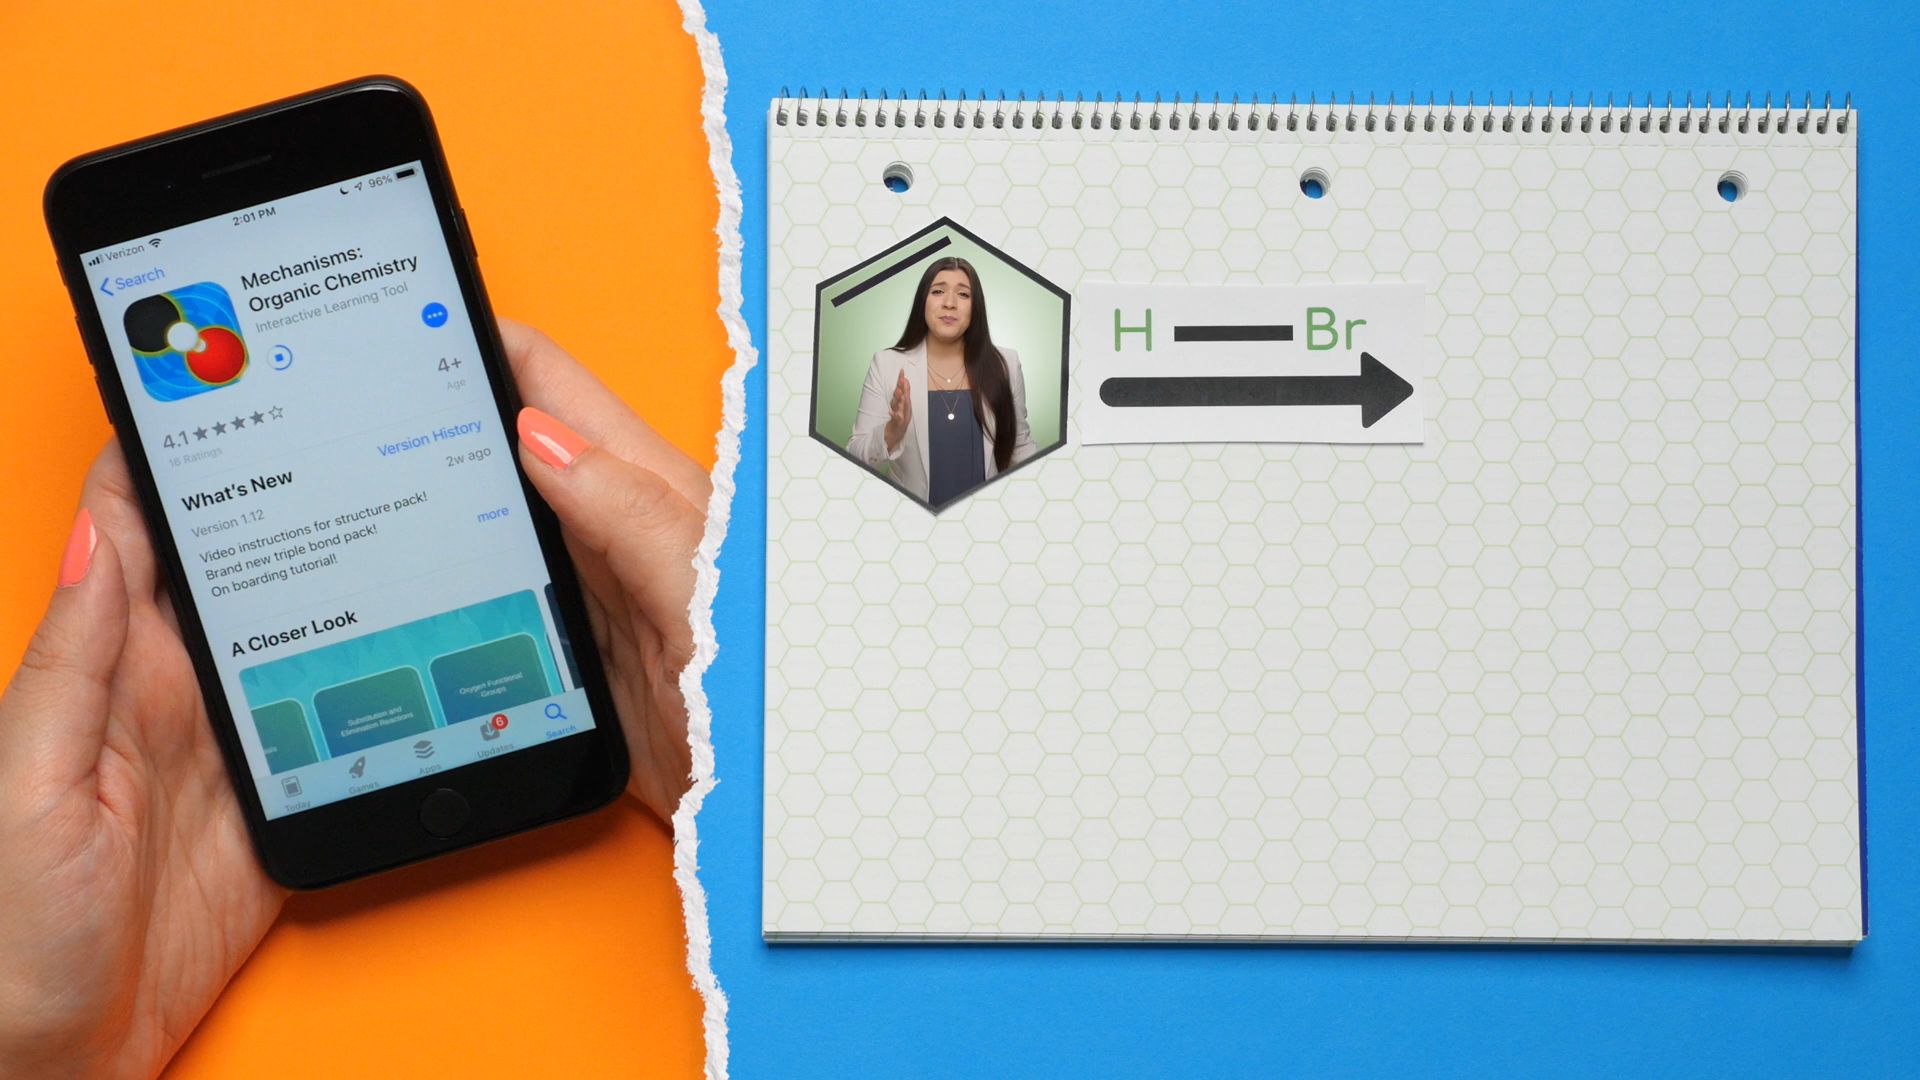 Verizon
2:01 PM
96%
Search
Mechanisms:
Organic Chemistry
Interactive Learning Tool
4.1
16 Ratings
4+
Age
What's New
Version History
Version 1.12
2w ago
Video instructions for structure pack!
Brand new triple bond pack!
On boarding tutorial!
more
A Closer Look
Substitution and
Elimination Reactions
Oxygen Functional
Groups
Today
Games
Apps
Updates
6
Search
H Br